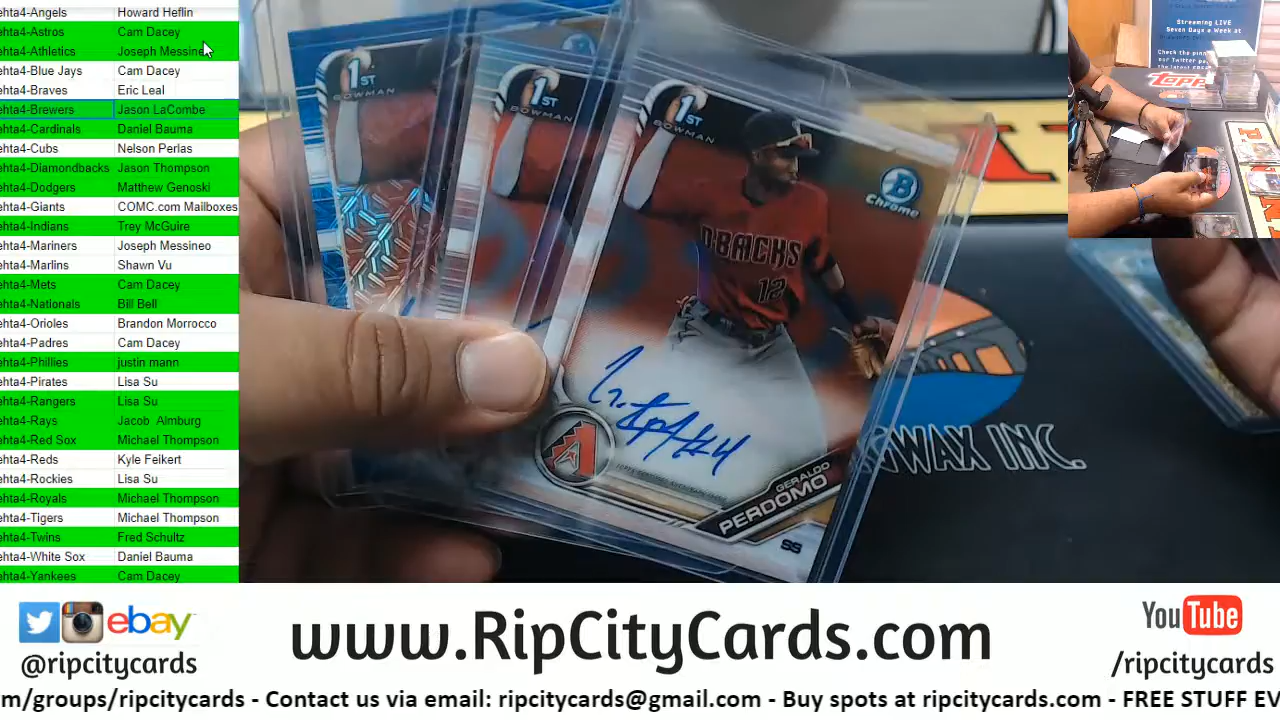 ehta4-Angels Howard Heflin
ehta4-Astros Cam Dacey
ehta4-Athletics Joseph Messineo
ehta4-Blue Jays Cam Dacey
ehta4-Braves Eric Leal
ehta4-Brewers Jason LaCombe
ehta4-Cardinals Daniel Bauma
ehta4-Cubs Nelson Perlas
ehta4-Diamondbacks Jason Thompson
ehta4-Dodgers Matthew Genoski
ehta4-Giants COMC.com Mailboxes
ehta4-Indians Trey McGuire
ehta4-Mariners Joseph Messineo
ehta4-Marlins Shawn Vu
ehta4-Mets Cam Dacey
ehta4-Nationals Bill Bell
ehta4-Orioles Brandon Morrocco
ehta4-Padres Cam Dacey
ehta4-Phillies justin mann
ehta4-Pirates Lisa Su
ehta4-Rangers Lisa Su
ehta4-Rays Jacob Almburg
ehta4-Red Sox Michael Thompson
ehta4-Reds Kyle Feikert
ehta4-Rockies Lisa Su
ehta4-Royals Michael Thompson
ehta4-Tigers Michael Thompson
ehta4-Twins Fred Schultz
ehta4-White Sox Daniel Bauma
ehta4-Yankees Cam Dacey
1ST
BOWMAN
1ST
BOWMAN
1ST
BOWMAN
B
Chrome
D-BACKS
12
A
GERALDO
PERDOMO
SS
GWAX INC.
Streaming LIVE
Seven Days a Week at
Check the pinned
Topps
ebay
@ripcitycards
www.RipCityCards.com
YouTube
/ripcitycards
m/groups/ripcitycards - Contact us via email: ripcitycards@gmail.com - Buy spots at ripcitycards.com - FREE STUFF EV